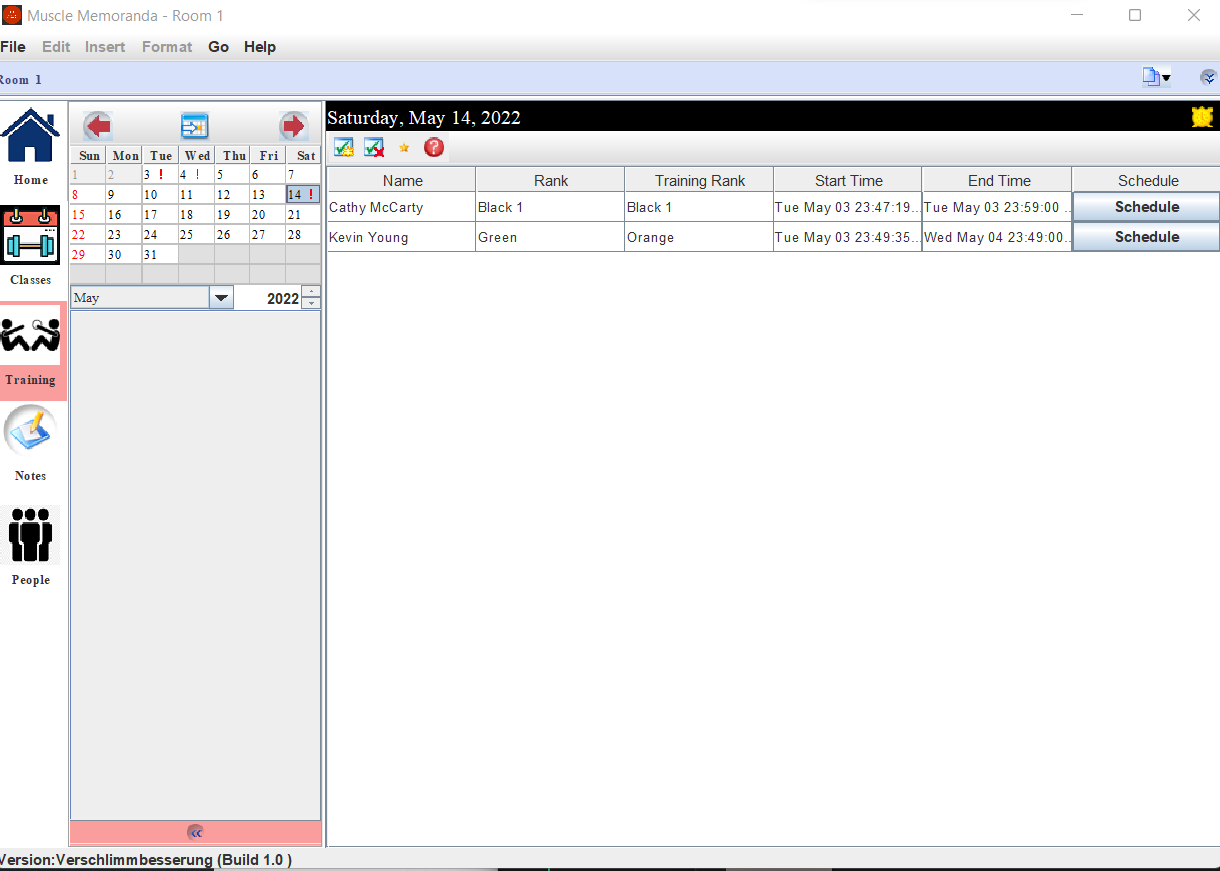 Muscle Memoranda - Room 1
File Edit Insert Format Go Help
Room 1
Home
Classes
Training
Notes
People
Sun Mon Tue Wed Thu Fri Sat
1 2 3 ! 4 ! 5 6 7
8 9 10 11 12 13 14 !
15 16 17 18 19 20 21
22 23 24 25 26 27 28
29 30 31
May 2022
Saturday, May 14, 2022
Name Rank Training Rank Start Time End Time Schedule
Cathy McCarty Black 1 Black 1 Tue May 03 23:47:19... Tue May 03 23:59:00 ... Schedule
Kevin Young Green Orange Tue May 03 23:49:35... Wed May 04 23:49:00... Schedule
Version:Verschlimmbesserung (Build 1.0 )